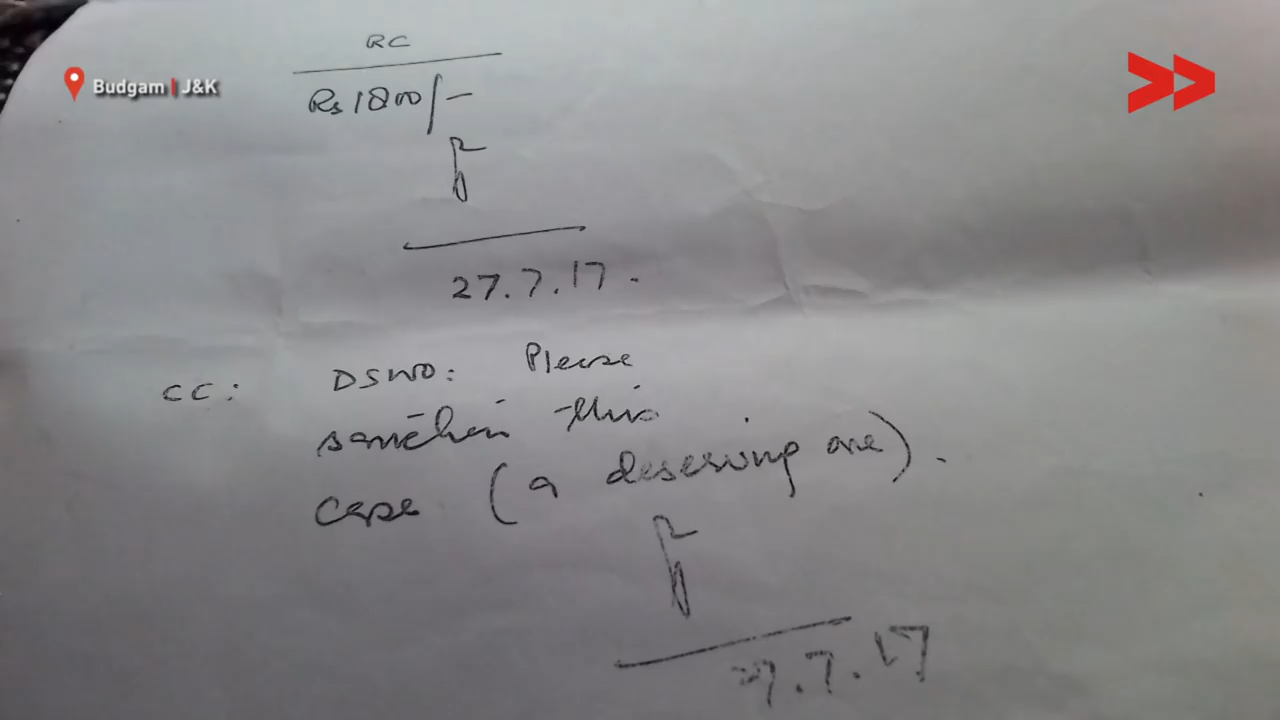 Budgam | J&K
RC
Rs 1800/-
27.7.17.
CC: DSWO: Please
sanction this
case (a deserving one).
27.7.17